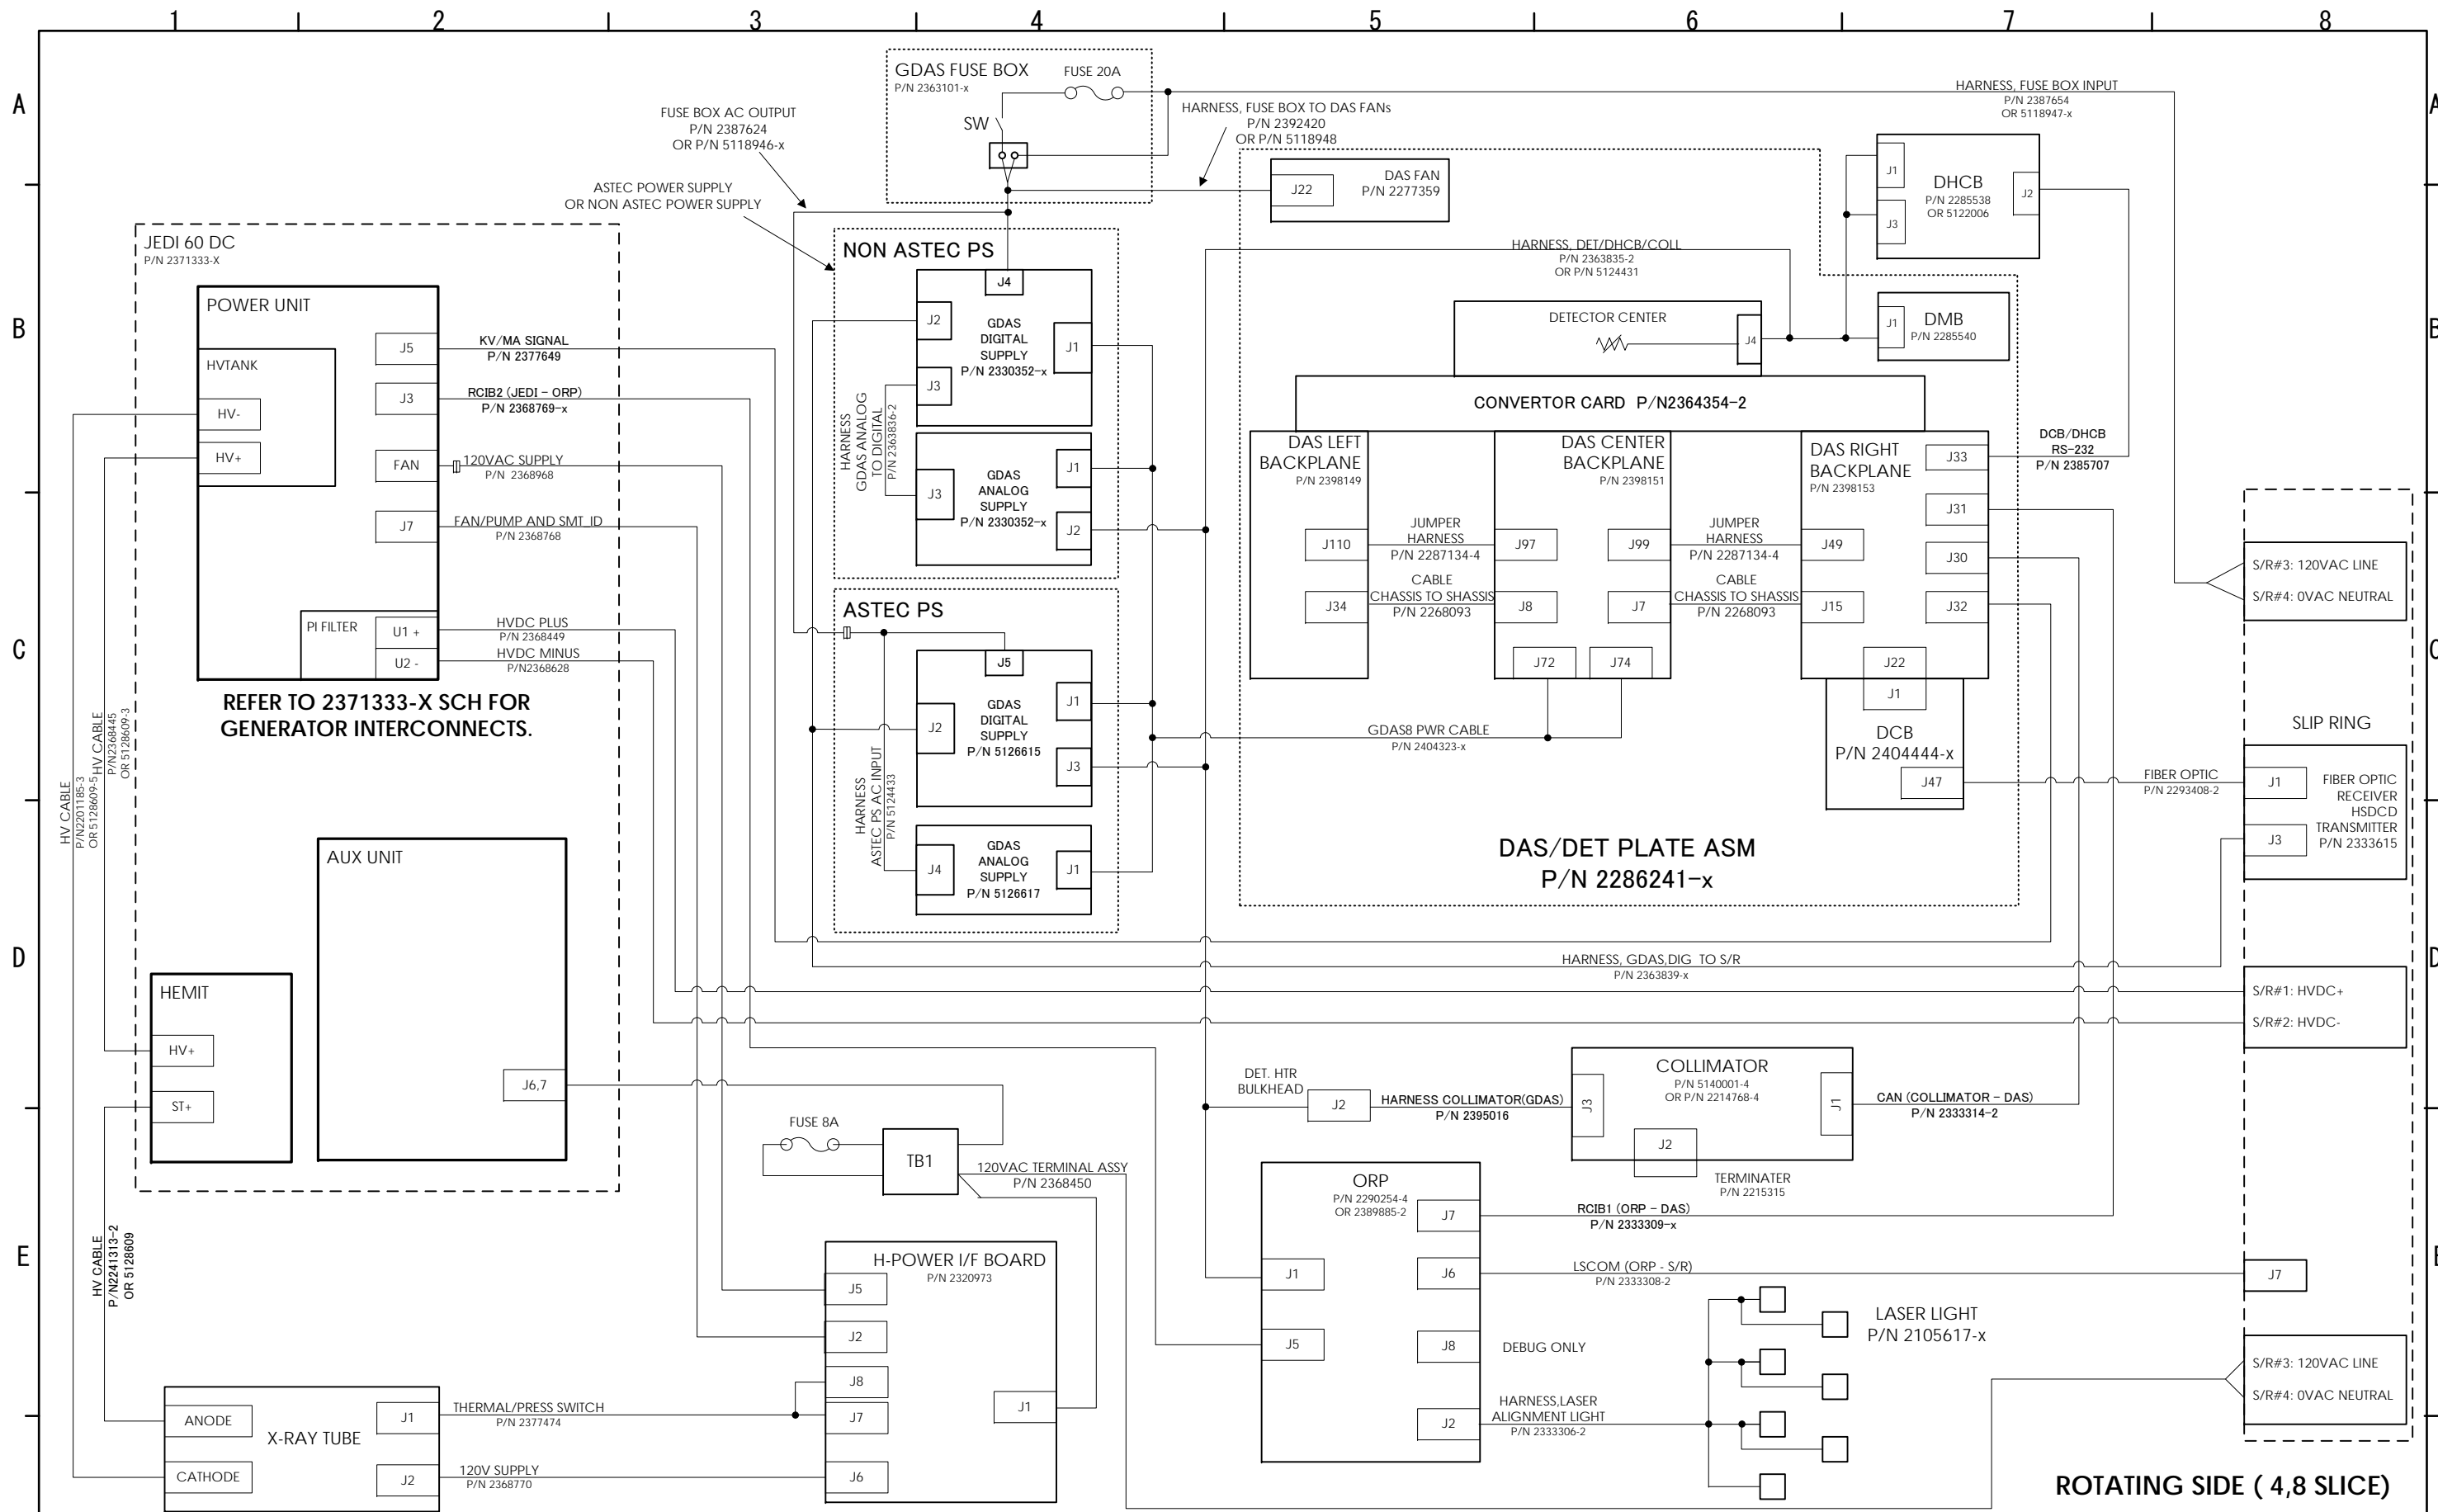 1 2 3 4 5 6 7 8
A
B
C
D
E
A
B
C
D
E
GDAS FUSE BOX
P/N 2363101-x
FUSE 20A
SW
FUSE BOX AC OUTPUT
P/N 2387624
OR P/N 5118946-x
HARNESS, FUSE BOX TO DAS FANs
P/N 2392420
OR P/N 5118948
HARNESS, FUSE BOX INPUT
P/N 2387654
OR 5118947-x
ASTEC POWER SUPPLY
OR NON ASTEC POWER SUPPLY
J22
DAS FAN
P/N 2277359
J1
J3
DHCB
P/N 2285538
OR 5122006
J2
JEDI 60 DC
P/N 2371333-X
POWER UNIT
HVTANK
HV-
HV+
J5
J3
FAN
J7
PI FILTER
U1 +
U2 -
KV/MA SIGNAL
P/N 2377649
RCIB2 (JEDI - ORP)
P/N 2368769-x
120VAC SUPPLY
P/N 2368968
FAN/PUMP AND SMT_ID
P/N 2368768
HVDC PLUS
P/N 2368449
HVDC MINUS
P/N2368628
REFER TO 2371333-X SCH FOR
GENERATOR INTERCONNECTS.
NON ASTEC PS
J4
J2
J3
J1
GDAS
DIGITAL
SUPPLY
P/N 2330352-x
HARNESS
GDAS ANALOG
TO DIGITAL
P/N 2363836-2
J3
J1
J2
GDAS
ANALOG
SUPPLY
P/N 2330352-x
ASTEC PS
J5
J2
J1
J3
GDAS
DIGITAL
SUPPLY
P/N 5126615
HARNESS
ASTEC PS AC INPUT
P/N 5124433
J4
J1
GDAS
ANALOG
SUPPLY
P/N 5126617
HARNESS, DET/DHCB/COLL
P/N 2363835-2
OR P/N 5124431
DETECTOR CENTER
J4
J1
DMB
P/N 2285540
CONVERTOR CARD P/N2364354-2
DAS LEFT
BACKPLANE
P/N 2398149
J110
J34
JUMPER
HARNESS
P/N 2287134-4
CABLE
CHASSIS TO SHASSIS
P/N 2268093
DAS CENTER
BACKPLANE
P/N 2398151
J97
J99
J8
J7
J72
J74
JUMPER
HARNESS
P/N 2287134-4
CABLE
CHASSIS TO SHASSIS
P/N 2268093
DAS RIGHT
BACKPLANE
P/N 2398153
J33
J31
J49
J30
J15
J32
J22
DCB/DHCB
RS-232
P/N 2385707
J1
DCB
P/N 2404444-x
J47
GDAS8 PWR CABLE
P/N 2404323-x
DAS/DET PLATE ASM
P/N 2286241-x
S/R#3: 120VAC LINE
S/R#4: 0VAC NEUTRAL
SLIP RING
FIBER OPTIC
P/N 2293408-2
J1
J3
FIBER OPTIC
RECEIVER
HSDCD
TRANSMITTER
P/N 2333615
HARNESS, GDAS,DIG TO S/R
P/N 2363839-x
S/R#1: HVDC+
S/R#2: HVDC-
HV CABLE
P/N2201185-3
OR 5128609-5
HV CABLE
P/N2368445
OR 5128609-3
AUX UNIT
J6,7
HEMIT
HV+
ST+
HV CABLE
P/N2241313-2
OR 5128609
FUSE 8A
TB1
120VAC TERMINAL ASSY
P/N 2368450
DET. HTR
BULKHEAD
J2
HARNESS COLLIMATOR(GDAS)
P/N 2395016
COLLIMATOR
P/N 5140001-4
OR P/N 2214768-4
J3
J1
J2
TERMINATER
P/N 2215315
CAN (COLLIMATOR - DAS)
P/N 2333314-2
ORP
P/N 2290254-4
OR 2389885-2
J7
J6
J1
J5
J8
J2
RCIB1 (ORP - DAS)
P/N 2333309-x
LSCOM (ORP - S/R)
P/N 2333308-2
DEBUG ONLY
HARNESS,LASER
ALIGNMENT LIGHT
P/N 2333306-2
LASER LIGHT
P/N 2105617-x
J7
S/R#3: 120VAC LINE
S/R#4: 0VAC NEUTRAL
H-POWER I/F BOARD
P/N 2320973
J5
J2
J8
J7
J6
J1
X-RAY TUBE
ANODE
CATHODE
J1
J2
THERMAL/PRESS SWITCH
P/N 2377474
120V SUPPLY
P/N 2368770
ROTATING SIDE ( 4,8 SLICE)